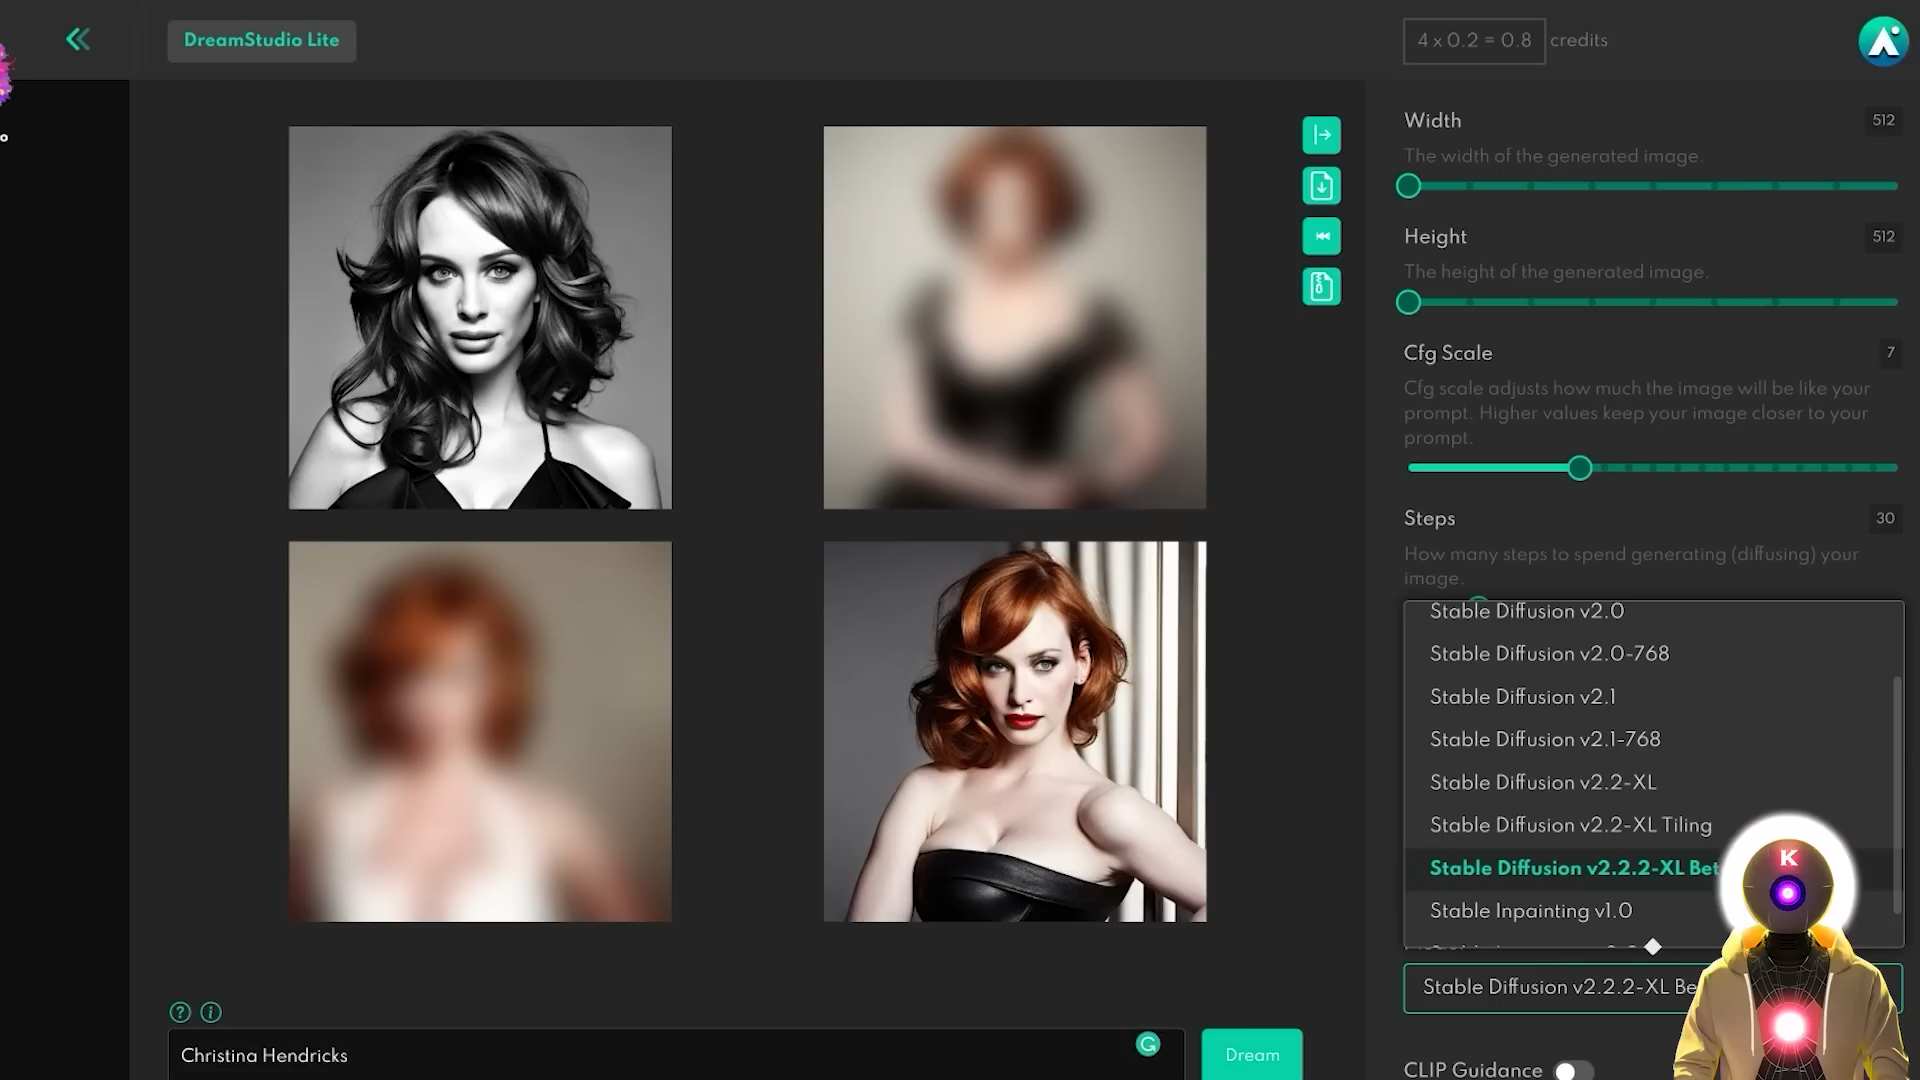 DreamStudio Lite
4 x 0.2 = 0.8 credits
Width
512
The width of the generated image.
Height
512
The height of the generated image.
Cfg Scale
7
Cfg scale adjusts how much the image will be like your
prompt. Higher values keep your image closer to your
prompt.
Steps
30
How many steps to spend generating (diffusing) your
image.
Stable Diffusion v2.0
Stable Diffusion v2.0-768
Stable Diffusion v2.1
Stable Diffusion v2.1-768
Stable Diffusion v2.2-XL
Stable Diffusion v2.2-XL Tiling
Stable Diffusion v2.2.2-XL Bet
Stable Inpainting v1.0
Stable Diffusion v2.2.2-XL Be
K
CLIP Guidance
Christina Hendricks
Dream